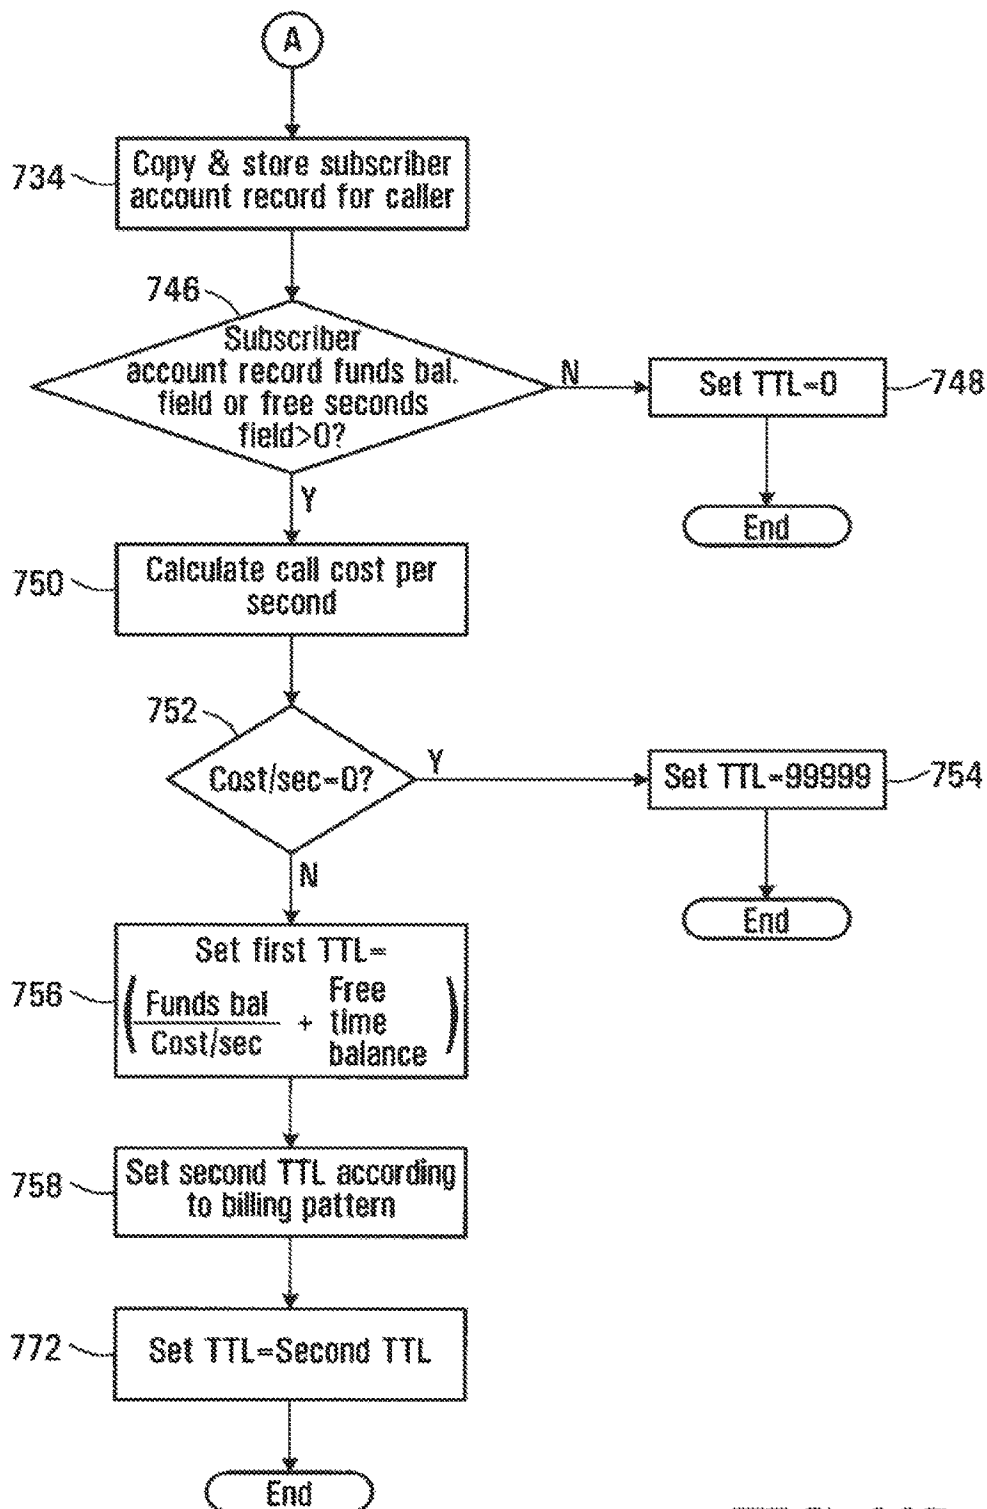 A
734
Copy & store subscriber
account record for caller
746
Subscriber
account record funds bal.
field or free seconds
field>0?
N
Set TTL=0
748
Y
End
750
Calculate call cost per
second
752
Cost/sec=0?
Y
Set TTL=99999
754
N
End
756
Set first TTL=
( Funds bal
Cost/sec
+
Free
time
balance )
758
Set second TTL according
to billing pattern
772
Set TTL=Second TTL
End